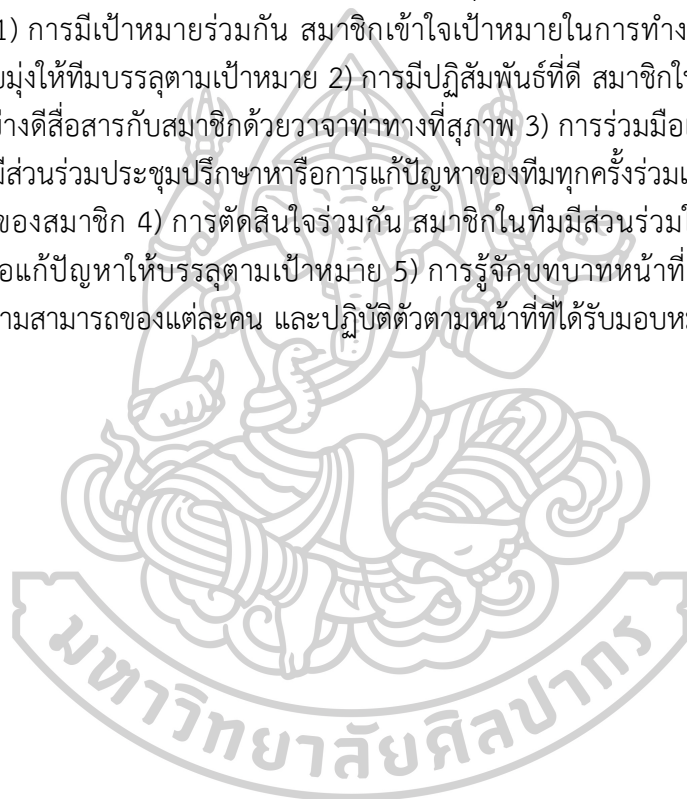 1) การมีเป้าหมายร่วมกัน สมาชิกเข้าใจเป้าหมายในการทำง
มุ่งให้ทีมบรรลุตามเป้าหมาย 2) การมีปฏิสัมพันธ์ที่ดี สมาชิกใ
างดีสื่อสารกับสมาชิกด้วยวาจาท่าทางที่สุภาพ 3) การร่วมมือ
มีส่วนร่วมประชุมปรึกษาหารือการแก้ปัญหาของทีมทุกครั้งร่วมแ
ของสมาชิก 4) การตัดสินใจร่วมกัน สมาชิกในทีมมีส่วนร่วมใ
อแก้ปัญหาให้บรรลุตามเป้าหมาย 5) การรู้จักบทบาทหน้าที่
ามสามารถของแต่ละคน และปฏิบัติตัวตามหน้าที่ที่ได้รับมอบห
มหาวิทยาลัยศิลปากร